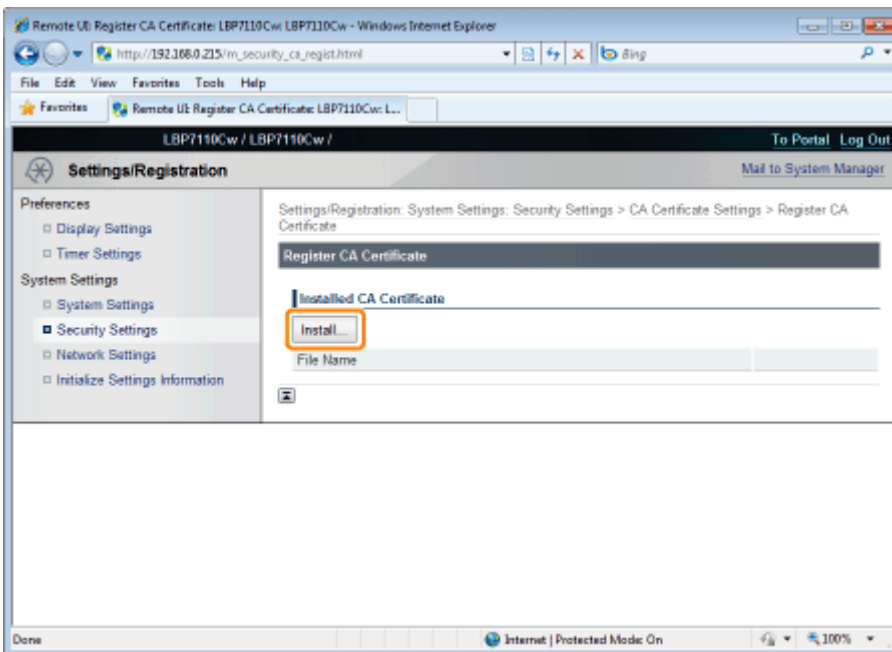 Remote UI: Register CA Certificate: LBP7110Cw: LBP7110Cw - Windows Internet Explorer
http://192.168.0.215/m_security_ca_regist.html
Bing
File Edit View Favorites Tools Help
Favorites
Remote UI: Register CA Certificate: LBP7110Cw: L...
LBP7110Cw / LBP7110Cw /
To Portal Log Out
Settings/Registration
Mail to System Manager
Preferences
Display Settings
Timer Settings
System Settings
System Settings
Security Settings
Network Settings
Initialize Settings Information
Settings/Registration: System Settings: Security Settings > CA Certificate Settings > Register CA
Certificate
Register CA Certificate
Installed CA Certificate
Install...
File Name
Done
Internet | Protected Mode: On
100%